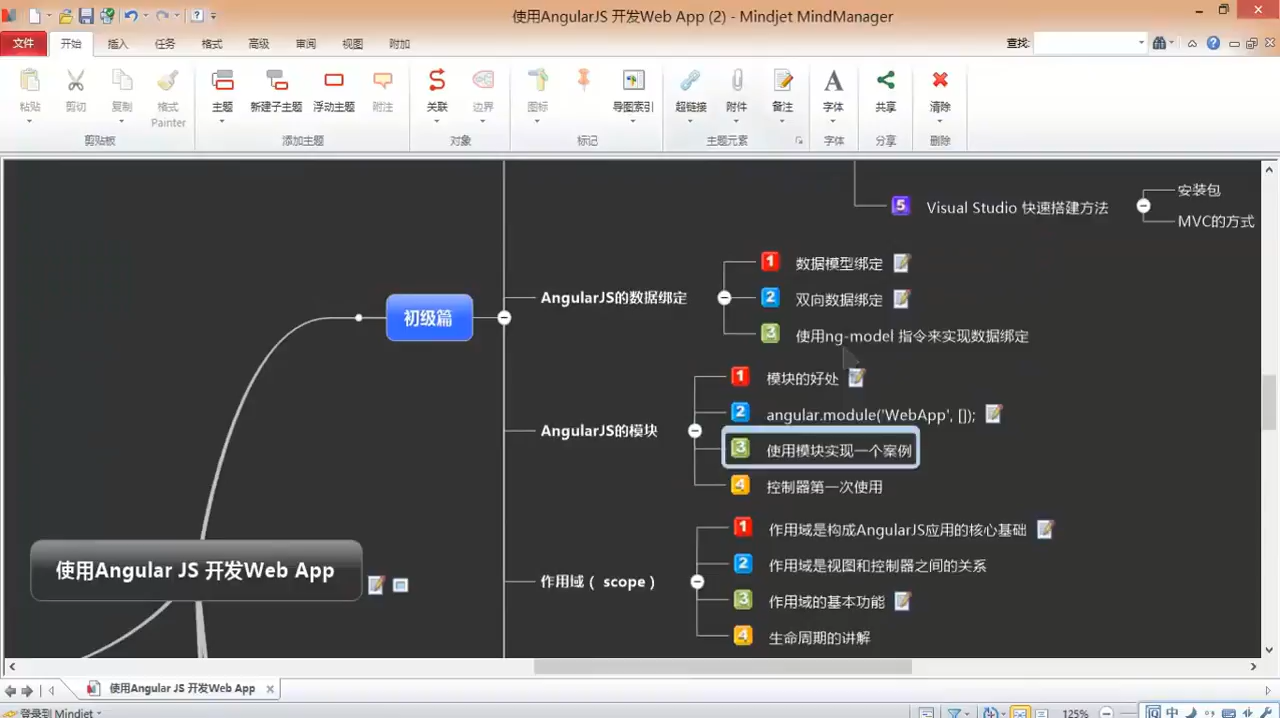 使用AngularJS 开发Web App (2) - Mindjet MindManager
文件 开始 插入 任务 格式 高级 审阅 视图 附加 查找:
粘贴 剪切 复制 格式 Painter 主题 新建子主题 浮动主题 附注 关联 边界 图标 导图索引 超链接 附件 备注 字体 共享 清除
剪贴板 添加主题 对象 标记 主题元素 字体 分享 删除
安装包
5 Visual Studio 快速搭建方法
MVC的方式
初级篇
AngularJS的数据绑定
1 数据模型绑定
2 双向数据绑定
3 使用ng-model 指令来实现数据绑定
AngularJS的模块
1 模块的好处
2 angular.module('WebApp', []);
3 使用模块实现一个案例
4 控制器第一次使用
作用域（ scope ）
1 作用域是构成AngularJS应用的核心基础
2 作用域是视图和控制器之间的关系
3 作用域的基本功能
4 生命周期的讲解
使用Angular JS 开发Web App
使用Angular JS 开发Web App
登录到 Mindjet
125%
中